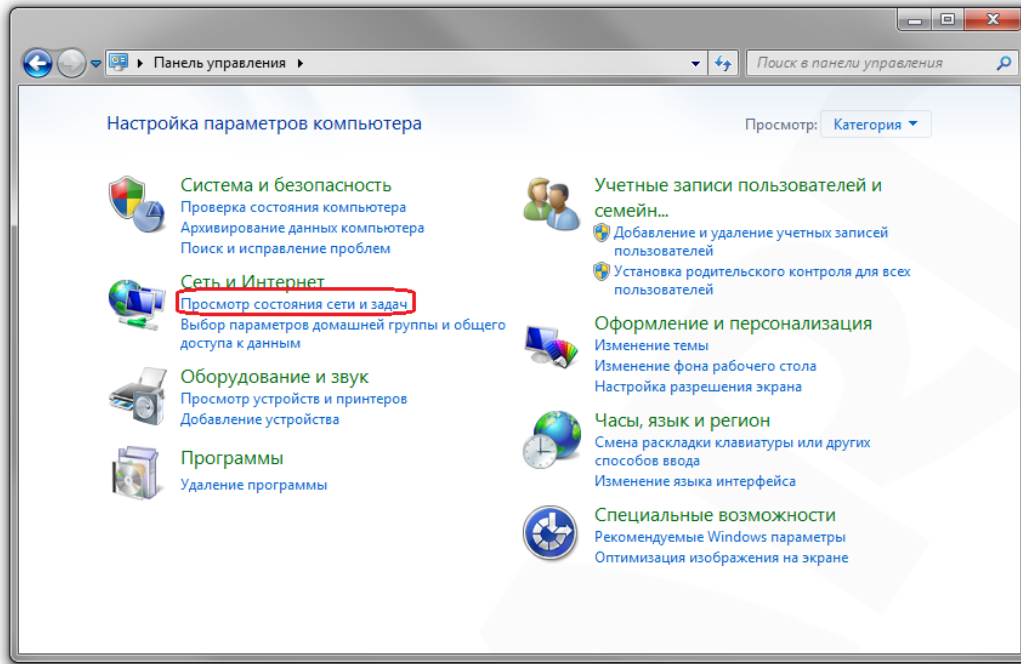 Панель управления
Поиск в панели управления
Настройка параметров компьютера
Просмотр: Категория
Система и безопасность
Проверка состояния компьютера
Архивирование данных компьютера
Поиск и исправление проблем
Сеть и Интернет
Просмотр состояния сети и задач
Выбор параметров домашней группы и общего
доступа к данным
Оборудование и звук
Просмотр устройств и принтеров
Добавление устройства
Программы
Удаление программы
Учетные записи пользователей и
семейн...
Добавление и удаление учетных записей
пользователей
Установка родительского контроля для всех
пользователей
Оформление и персонализация
Изменение темы
Изменение фона рабочего стола
Настройка разрешения экрана
Часы, язык и регион
Смена раскладки клавиатуры или других
способов ввода
Изменение языка интерфейса
Специальные возможности
Рекомендуемые Windows параметры
Оптимизация изображения на экране